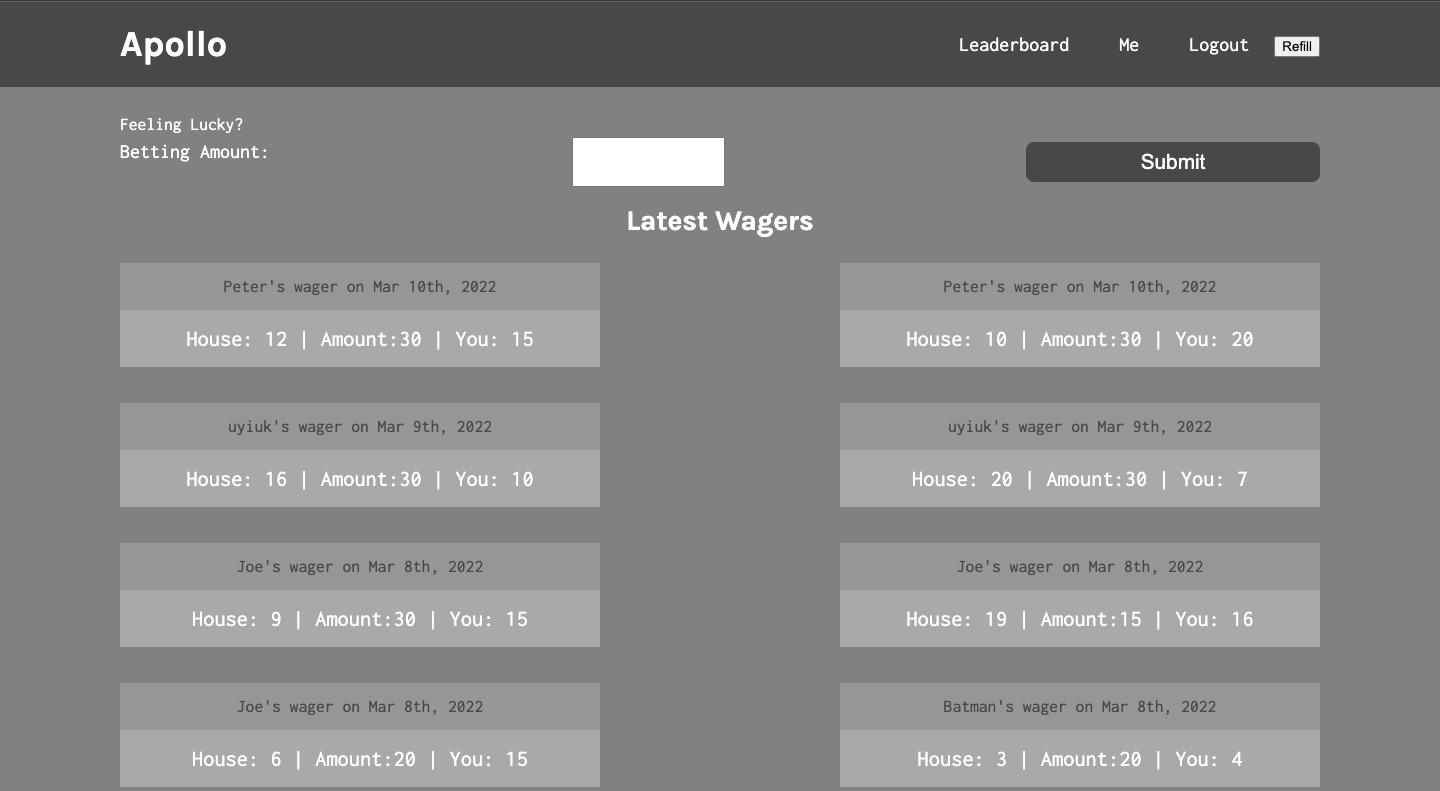 Apollo
Leaderboard Me Logout Refill
Feeling Lucky?
Betting Amount:
Submit
Latest Wagers
Peter's wager on Mar 10th, 2022
House: 12 | Amount:30 | You: 15
Peter's wager on Mar 10th, 2022
House: 10 | Amount:30 | You: 20
uyiuk's wager on Mar 9th, 2022
House: 16 | Amount:30 | You: 10
uyiuk's wager on Mar 9th, 2022
House: 20 | Amount:30 | You: 7
Joe's wager on Mar 8th, 2022
House: 9 | Amount:30 | You: 15
Joe's wager on Mar 8th, 2022
House: 19 | Amount:15 | You: 16
Joe's wager on Mar 8th, 2022
House: 6 | Amount:20 | You: 15
Batman's wager on Mar 8th, 2022
House: 3 | Amount:20 | You: 4